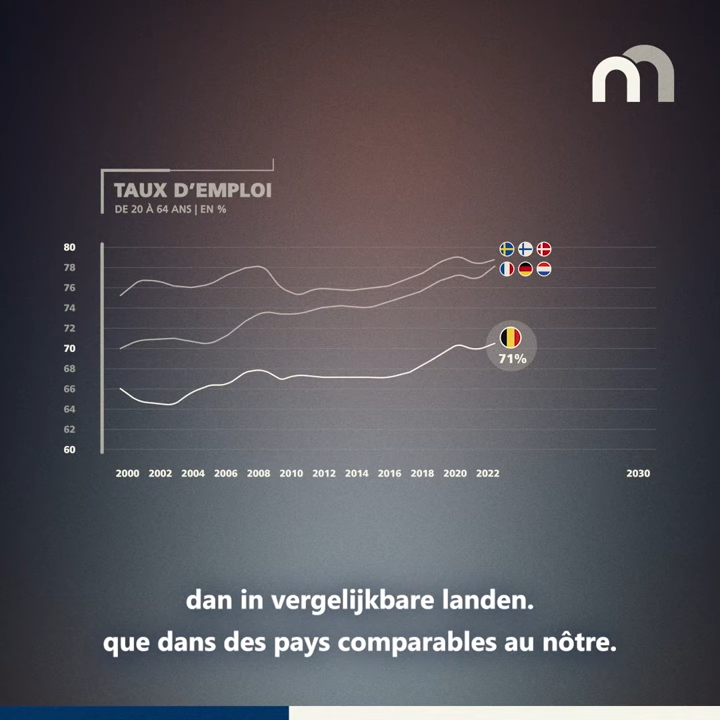 TAUX D'EMPLOI
DE 20 À 64 ANS | EN %
80
78
76
74
72
70
68
66
64
62
60
71%
2000 2002 2004 2006 2008 2010 2012 2014 2016 2018 2020 2022 2030
dan in vergelijkbare landen.
que dans des pays comparables au nôtre.